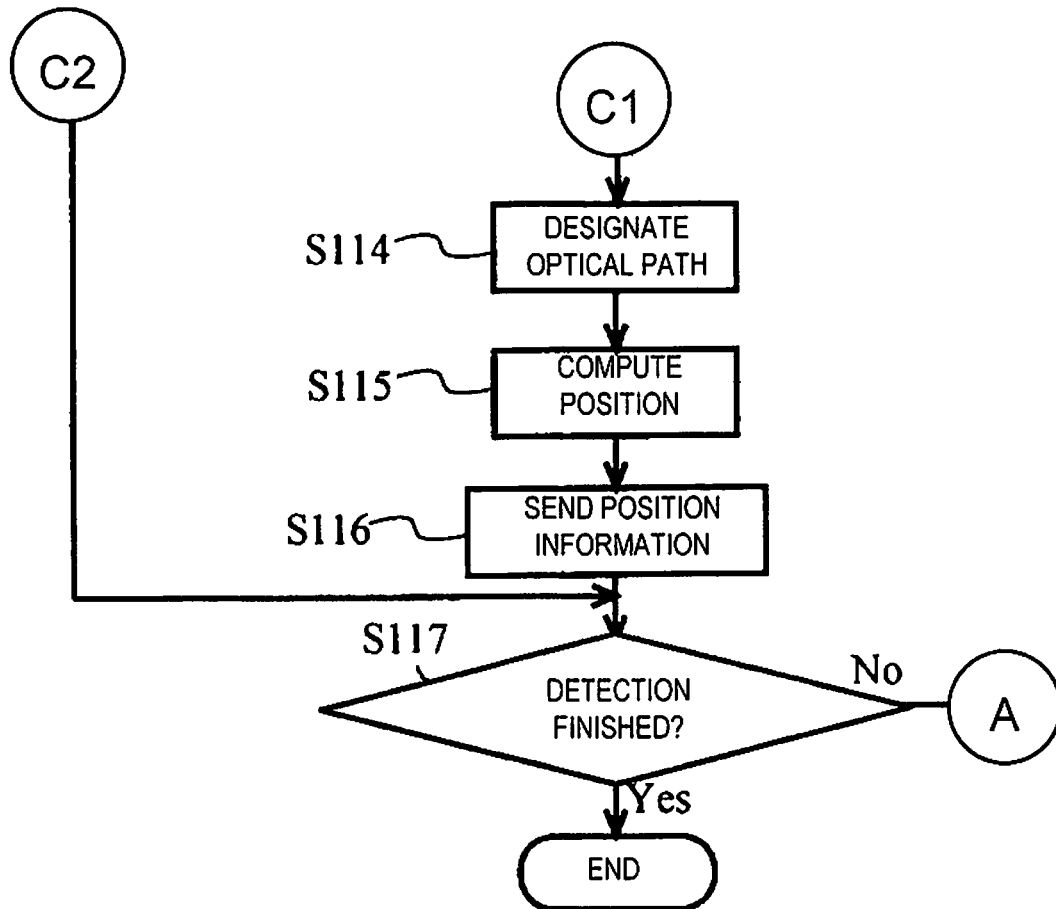 C2
C1
S114
DESIGNATE
OPTICAL PATH
S115
COMPUTE
POSITION
S116
SEND POSITION
INFORMATION
S117
DETECTION
FINISHED?
No
A
Yes
END